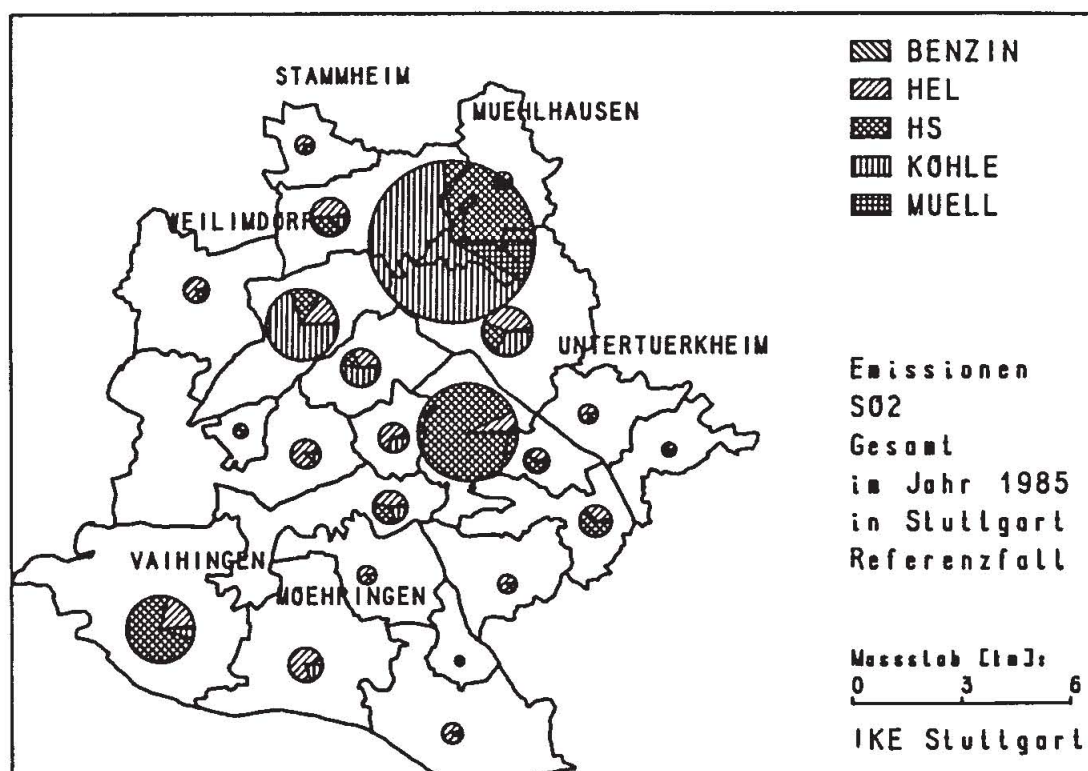 STAMMHEIM
MUEHLHAUSEN
WEILIMDORF
UNTERTUERKHEIM
VAIHINGEN
MOEHRINGEN
BENZIN
HEL
HS
KOHLE
MUELL
Emissionen
SO2
Gesamt
im Jahr 1985
in Stuttgart
Referenzfall
Massstab [km]:
0 3 6
IKE Stuttgart